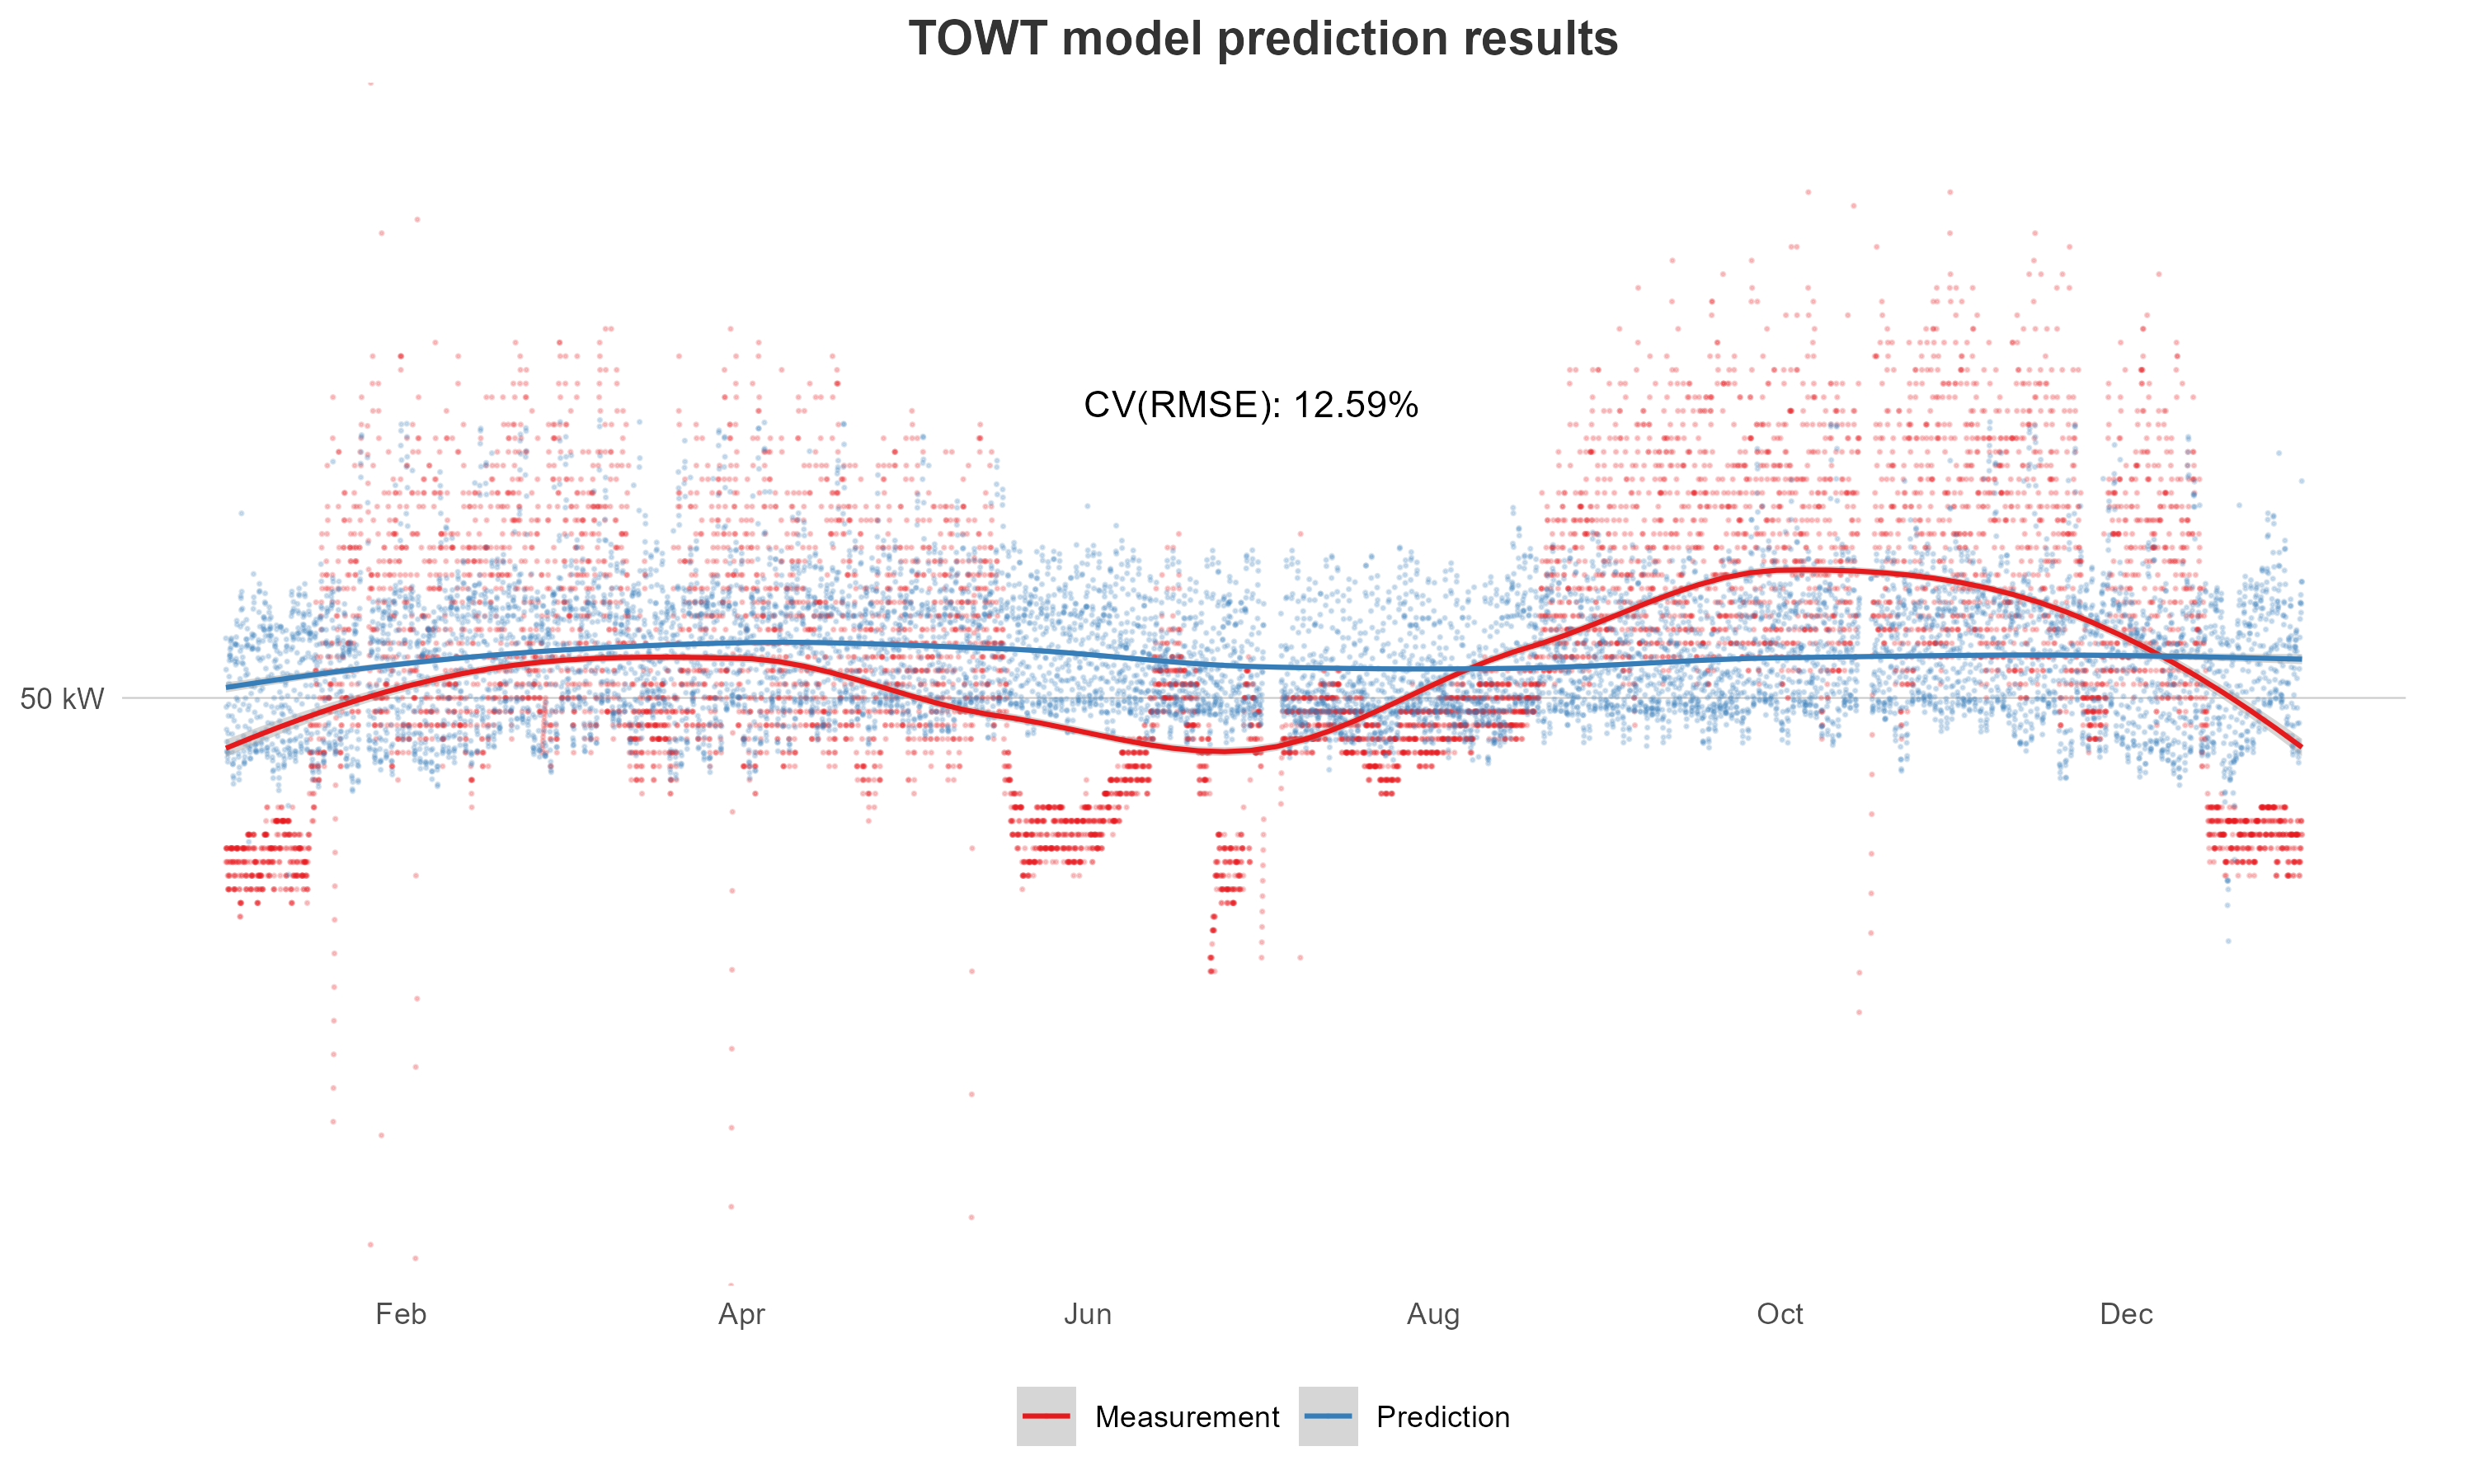 TOWT model prediction results
CV(RMSE): 12.59%
50 kW
Feb Apr Jun Aug Oct Dec
Measurement Prediction